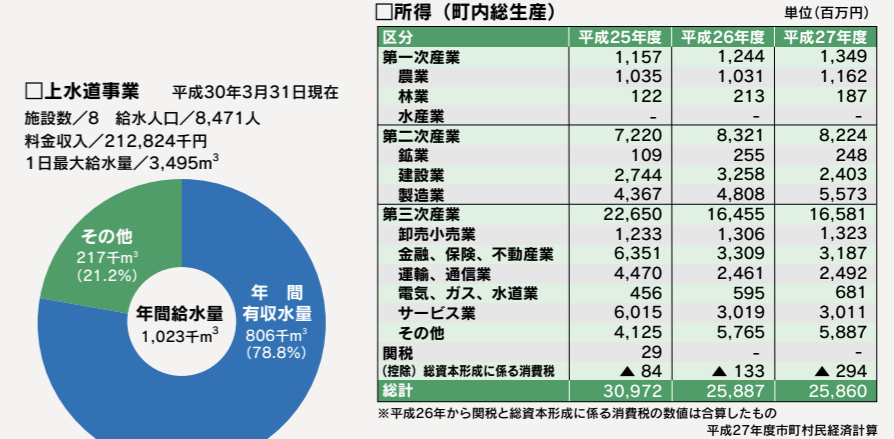 □上水道事業 平成30年3月31日現在
施設数／8 給水人口／8,471人
料金収入／212,824千円
1日最大給水量／3,495m³
その他
217千m³
（21.2%）
年間給水量
1,023千m³
年 間
有収水量
806千m³
（78.8%）
□所得（町内総生産） 単位(百万円)
区分 平成25年度 平成26年度 平成27年度
第一次産業 1,157 1,244 1,349
農業 1,035 1,031 1,162
林業 122 213 187
水産業 - - -
第二次産業 7,220 8,321 8,224
鉱業 109 255 248
建設業 2,744 3,258 2,403
製造業 4,367 4,808 5,573
第三次産業 22,650 16,455 16,581
卸売小売業 1,233 1,306 1,323
金融、保険、不動産業 6,351 3,309 3,187
運輸、通信業 4,470 2,461 2,492
電気、ガス、水道業 456 595 681
サービス業 6,015 3,019 3,011
その他 4,125 5,765 5,887
関税 29 - -
（控除）総資本形成に係る消費税 ▲ 84 ▲ 133 ▲ 294
総計 30,972 25,887 25,860
※平成26年から関税と総資本形成に係る消費税の数値は合算したもの
平成27年度市町村民経済計算